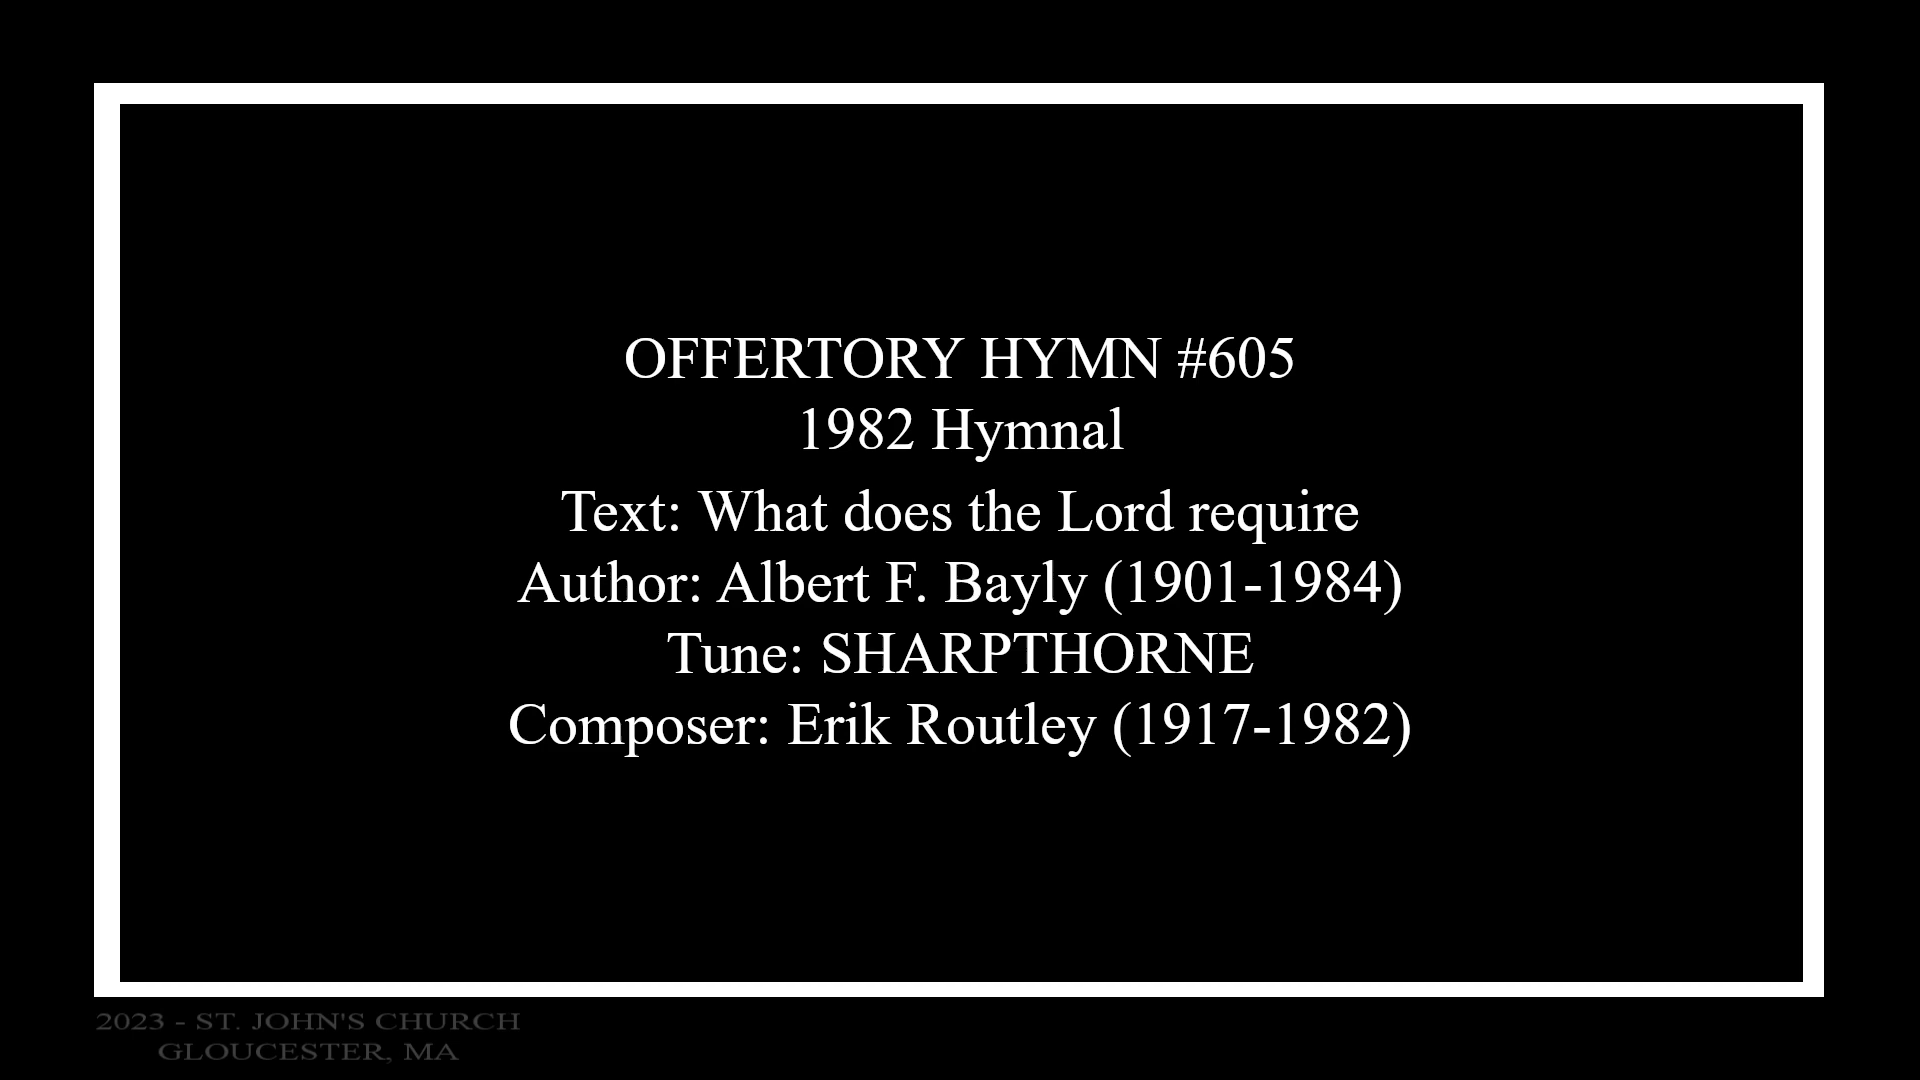 OFFERTORY HYMN #605
1982 Hymnal
Text: What does the Lord require
Author: Albert F. Bayly (1901-1984)
Tune: SHARPTHORNE
Composer: Erik Routley (1917-1982)
2023 - ST. JOHN'S CHURCH
GLOUCESTER, MA